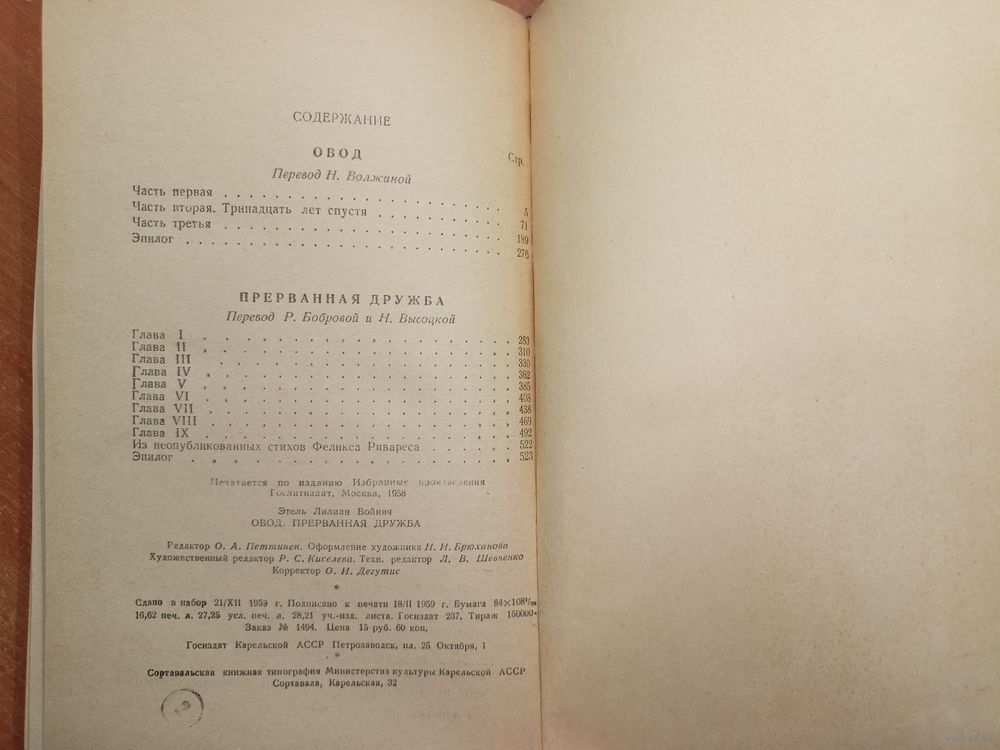 СОДЕРЖАНИЕ
ОВОД
Стр.
Перевод Н. Волжиной
Часть первая . . . . . . . . . . . . . . . . . . 5
Часть вторая. Тринадцать лет спустя . . . . . . . . 71
Часть третья . . . . . . . . . . . . . . . . . . 189
Эпилог . . . . . . . . . . . . . . . . . . . . 276
ПРЕРВАННАЯ ДРУЖБА
Перевод Р. Бобровой и Н. Высоцкой
Глава I . . . . . . . . . . . . . . . 283
Глава II . . . . . . . . . . . . . . . 310
Глава III . . . . . . . . . . . . . . . 330
Глава IV . . . . . . . . . . . . . . . 362
Глава V . . . . . . . . . . . . . . . 385
Глава VI . . . . . . . . . . . . . . . 408
Глава VII . . . . . . . . . . . . . . . 438
Глава VIII . . . . . . . . . . . . . . . 469
Глава IX . . . . . . . . . . . . . . . 492
Из неопубликованных стихов Феликса Ривареса . . . . . 522
Эпилог . . . . . . . . . . . . . . . . 523
Печатается по изданию Избранные произведения
Гослитиздат, Москва, 1958
Этель Лилиан Войнич
ОВОД. ПРЕРВАННАЯ ДРУЖБА
Редактор О. А. Петтинен. Оформление художника Н. И. Брюханова
Художественный редактор Р. С. Киселева. Техн. редактор Л. В. Шевченко
Корректор О. И. Дегутис
*
Сдано в набор 21/XII 1959 г. Подписано к печати 18/II 1959 г. Бумага 84×108¹/₃₂
16,62 печ. л. 27,25 усл. печ. л. 28,21 уч.-изд. листа. Госиздат 237. Тираж 150000.
Заказ № 1494. Цена 15 руб. 60 коп.
Госиздат Карельской АССР Петрозаводск, пл. 25 Октября, 1
*
Сортавальская книжная типография Министерства культуры Карельской АССР
Сортавала, Карельская, 32